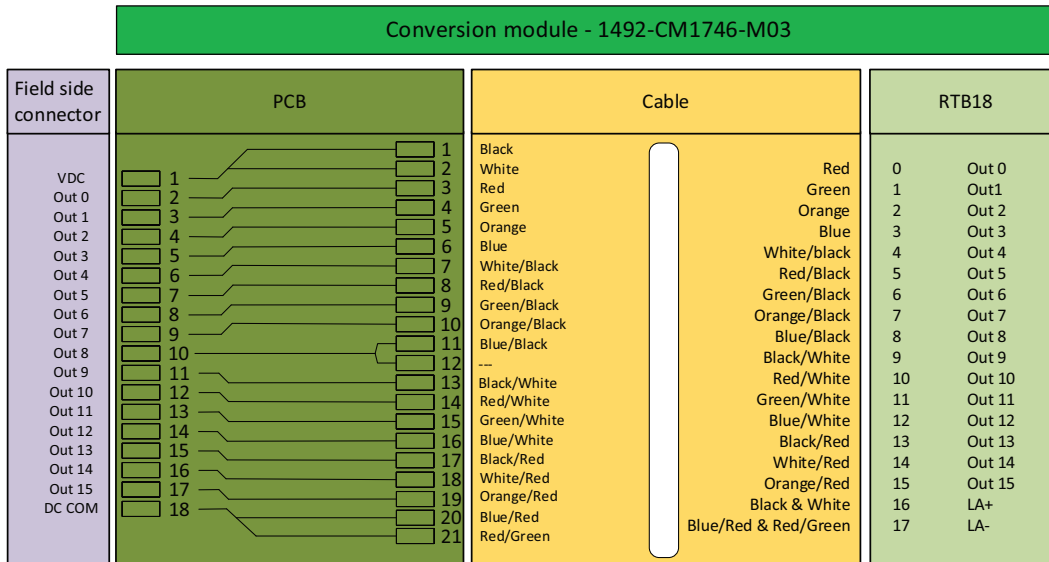 Conversion module - 1492-CM1746-M03
Field side
connector
PCB
Cable
RTB18
VDC
Out 0
Out 1
Out 2
Out 3
Out 4
Out 5
Out 6
Out 7
Out 8
Out 9
Out 10
Out 11
Out 12
Out 13
Out 14
Out 15
DC COM
1
2
3
4
5
6
7
8
9
10
11
12
13
14
15
16
17
18
1 Black
2 White
3 Red
4 Green
5 Orange
6 Blue
7 White/Black
8 Red/Black
9 Green/Black
10 Orange/Black
11 Blue/Black
12 ---
13 Black/White
14 Red/White
15 Green/White
16 Blue/White
17 Black/Red
18 White/Red
19 Orange/Red
20 Blue/Red
21 Red/Green
Red 0 Out 0
Green 1 Out1
Orange 2 Out 2
Blue 3 Out 3
White/black 4 Out 4
Red/Black 5 Out 5
Green/Black 6 Out 6
Orange/Black 7 Out 7
Blue/Black 8 Out 8
Black/White 9 Out 9
Red/White 10 Out 10
Green/White 11 Out 11
Blue/White 12 Out 12
Black/Red 13 Out 13
White/Red 14 Out 14
Orange/Red 15 Out 15
Black & White 16 LA+
Blue/Red & Red/Green 17 LA-